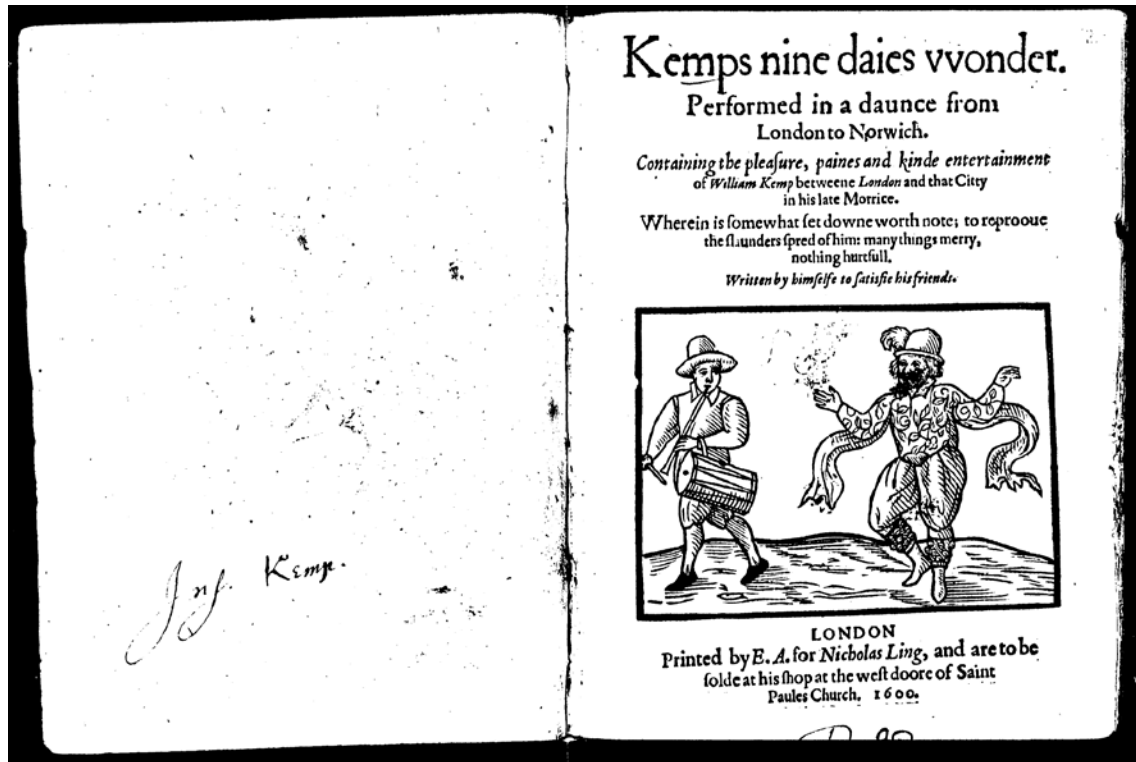 Kemp.
Kemps nine daies vvonder.
Performed in a daunce from
London to Norwich.
Containing the pleaſure, paines and kinde entertainment
of William Kemp betweene London and that Citty
in his late Morrice.
Wherein is ſomewhat ſet downe worth note; to reprooue
the ſlaunders ſpred of him: many things merry,
nothing hurtfull.
Written by himſelfe to ſatisfie his friends.
LONDON
Printed by E. A. for Nicholas Ling, and are to be
ſolde at his ſhop at the weſt doore of Saint
Paules Church. 1600.